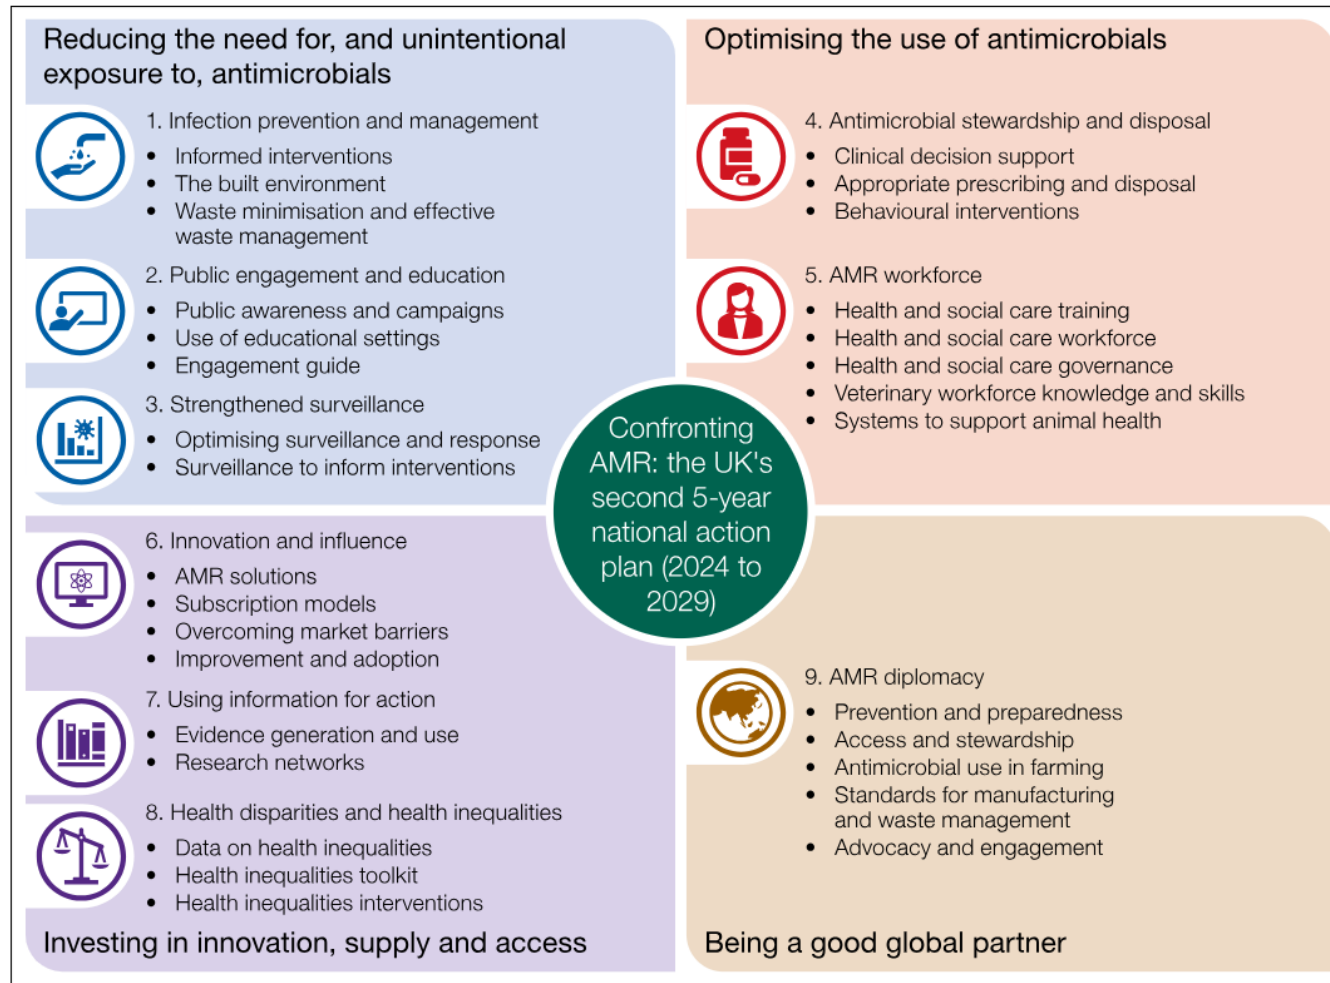 Reducing the need for, and unintentional
exposure to, antimicrobials
1. Infection prevention and management
• Informed interventions
• The built environment
• Waste minimisation and effective
waste management
2. Public engagement and education
• Public awareness and campaigns
• Use of educational settings
• Engagement guide
3. Strengthened surveillance
• Optimising surveillance and response
• Surveillance to inform interventions
Optimising the use of antimicrobials
4. Antimicrobial stewardship and disposal
• Clinical decision support
• Appropriate prescribing and disposal
• Behavioural interventions
5. AMR workforce
• Health and social care training
• Health and social care workforce
• Health and social care governance
• Veterinary workforce knowledge and skills
• Systems to support animal health
Confronting
AMR: the UK's
second 5-year
national action
plan (2024 to
2029)
6. Innovation and influence
• AMR solutions
• Subscription models
• Overcoming market barriers
• Improvement and adoption
7. Using information for action
• Evidence generation and use
• Research networks
8. Health disparities and health inequalities
• Data on health inequalities
• Health inequalities toolkit
• Health inequalities interventions
Investing in innovation, supply and access
9. AMR diplomacy
• Prevention and preparedness
• Access and stewardship
• Antimicrobial use in farming
• Standards for manufacturing
and waste management
• Advocacy and engagement
Being a good global partner